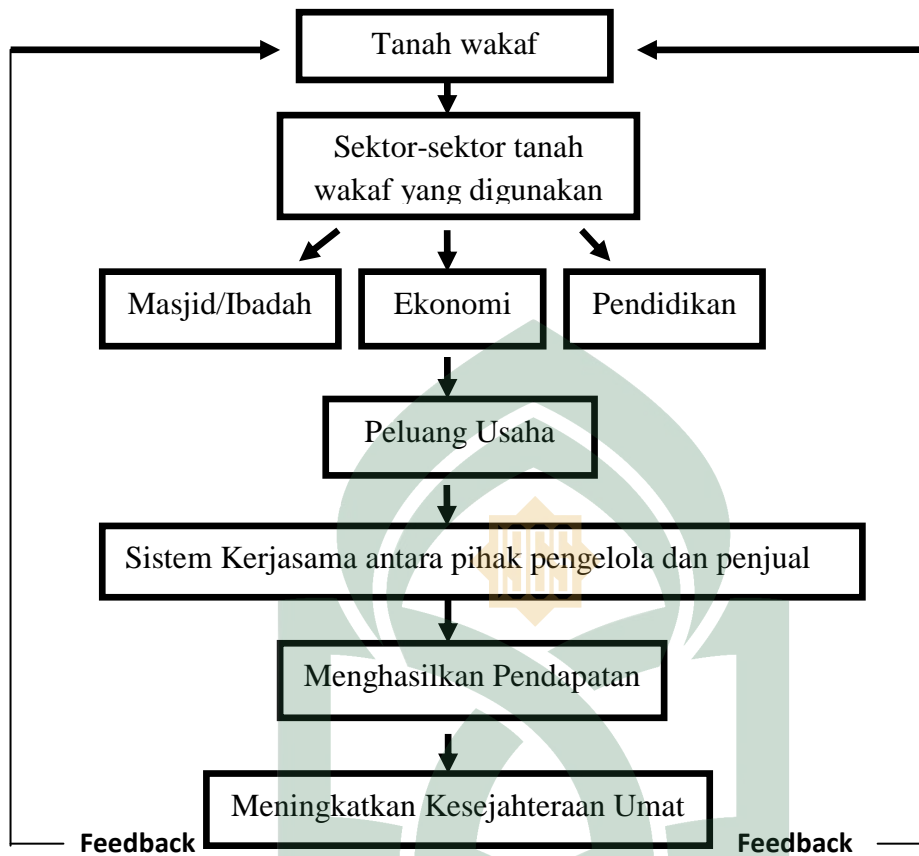 Tanah wakaf
Sektor-sektor tanah
wakaf yang digunakan
Masjid/Ibadah
Ekonomi
Pendidikan
Peluang Usaha
Sistem Kerjasama antara pihak pengelola dan penjual
Menghasilkan Pendapatan
Meningkatkan Kesejahteraan Umat
Feedback
Feedback